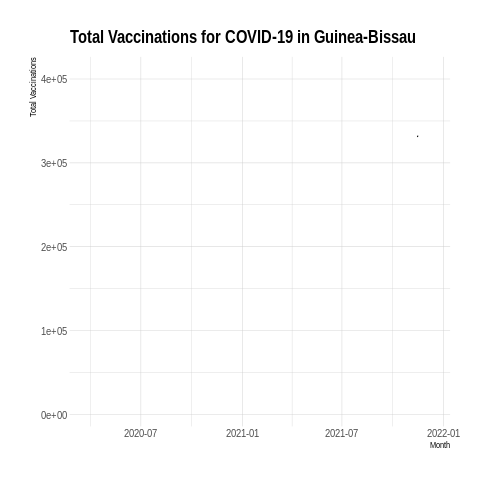 Total Vaccinations for COVID-19 in Guinea-Bissau
Total Vaccinations
4e+05
3e+05
2e+05
1e+05
0e+00
2020-07 2021-01 2021-07 2022-01
Month